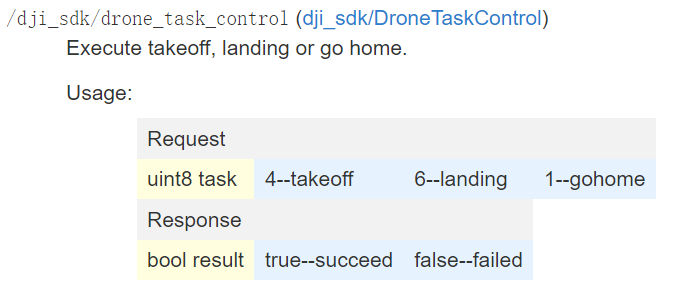 /dji_sdk/drone_task_control (dji_sdk/DroneTaskControl)
Execute takeoff, landing or go home.
Usage:
Request
uint8 task 4--takeoff 6--landing 1--gohome
Response
bool result true--succeed false--failed